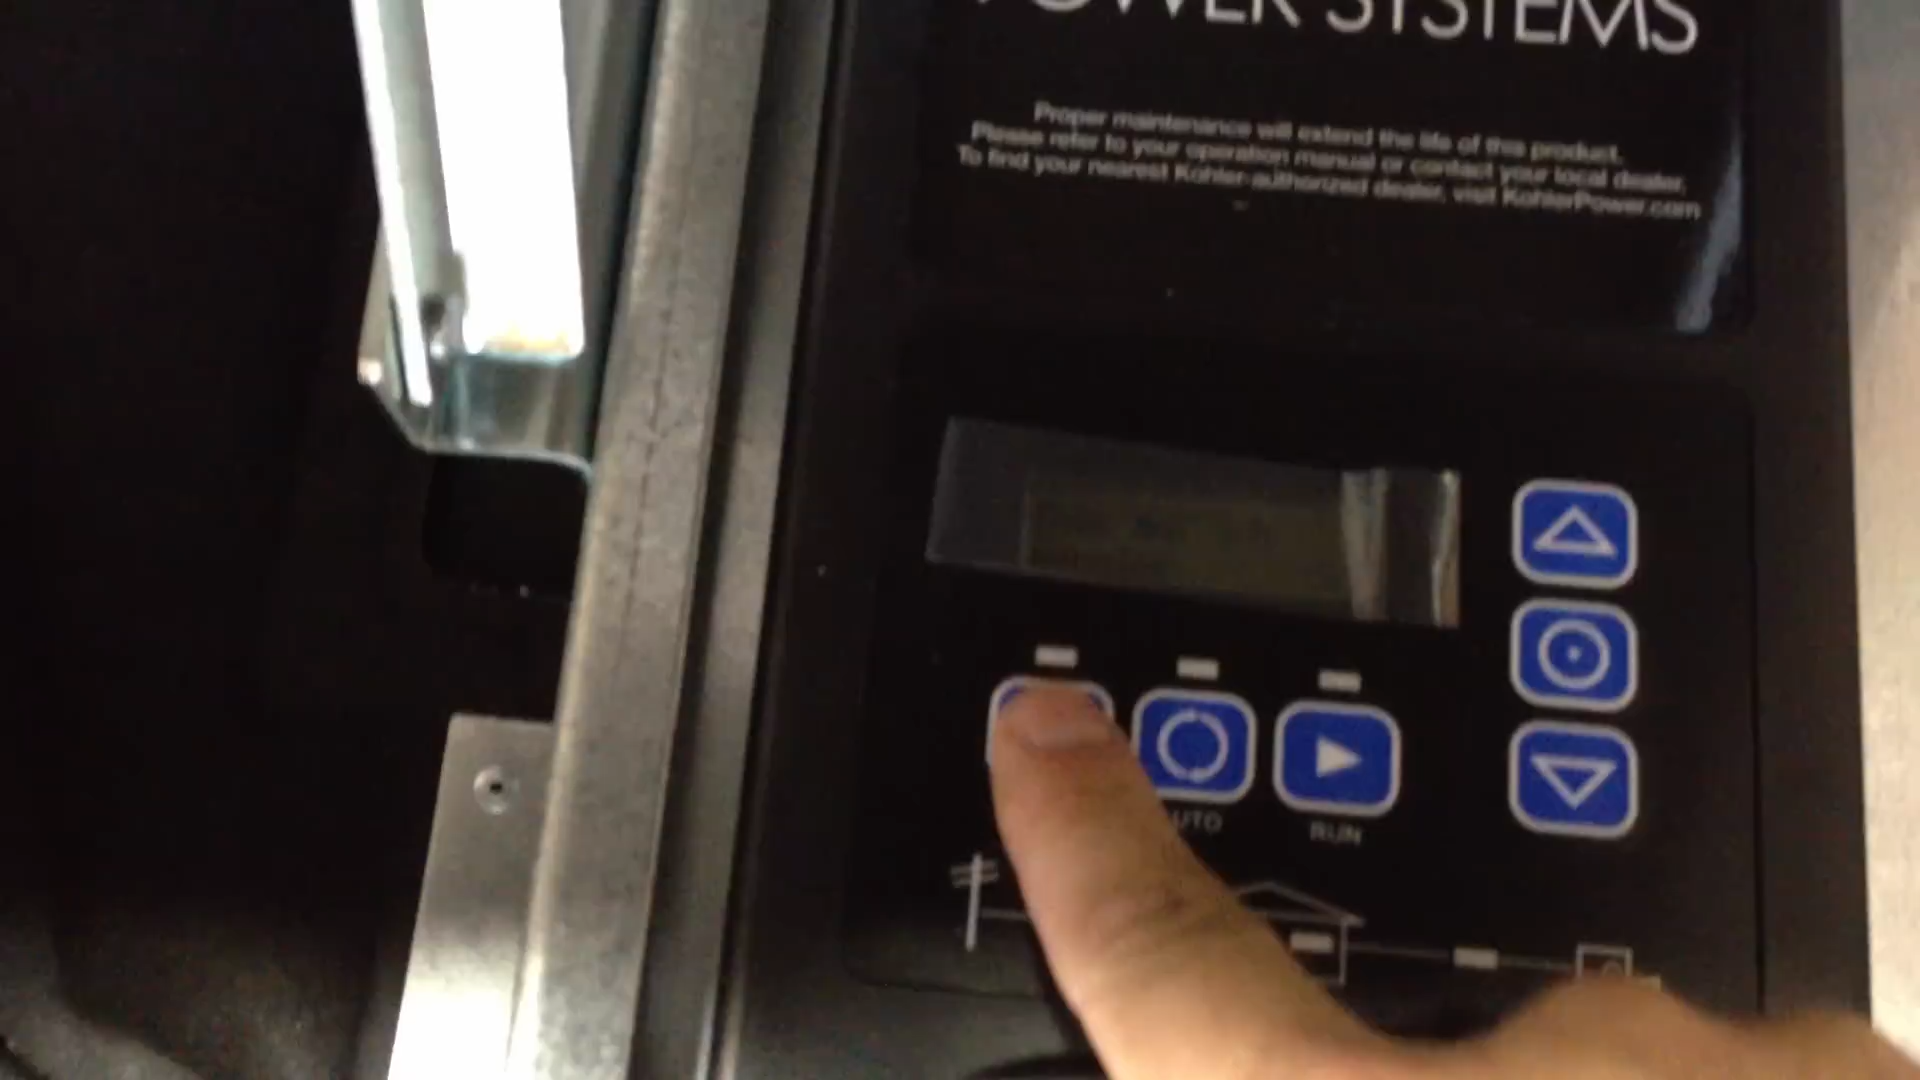 POWER SYSTEMS
Proper maintenance will extend the life of this product.
Please refer to your operation manual or contact your local dealer.
To find your nearest Kohler-authorized dealer, visit KohlerPower.com
UTO
RUN